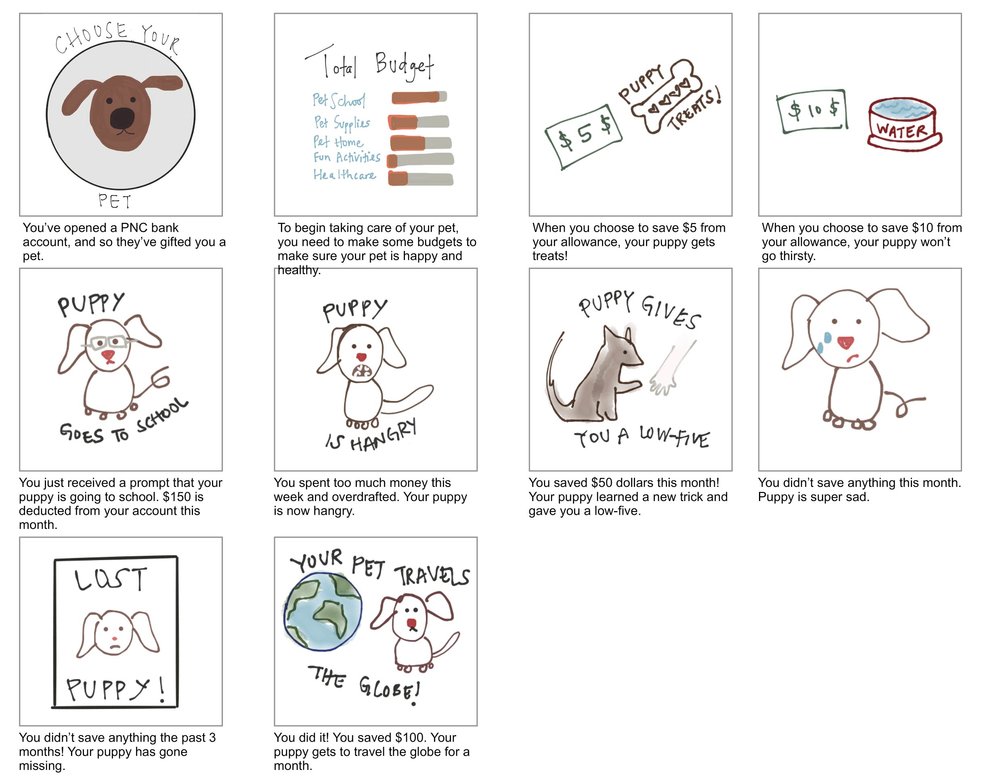 CHOOSE YOUR
PET
You've opened a PNC bank
account, and so they've gifted you a
pet.
Total Budget
Pet School
Pet Supplies
Pet Home
Fun Activities
Healthcare
To begin taking care of your pet,
you need to make some budgets to
make sure your pet is happy and
healthy.
$5
PUPPY
TREATS!
When you choose to save $5 from
your allowance, your puppy gets
treats!
$10
WATER
When you choose to save $10 from
your allowance, your puppy won't
go thirsty.
PUPPY
GOES TO SCHOOL
You just received a prompt that your
puppy is going to school. $150 is
deducted from your account this
month.
PUPPY
IS HANGRY
You spent too much money this
week and overdrafted. Your puppy
is now hangry.
PUPPY GIVES
YOU A LOW-FIVE
You saved $50 dollars this month!
Your puppy learned a new trick and
gave you a low-five.
You didn't save anything this month.
Puppy is super sad.
LOST
PUPPY!
You didn't save anything the past 3
months! Your puppy has gone
missing.
YOUR PET TRAVELS
THE GLOBE!
You did it! You saved $100. Your
puppy gets to travel the globe for a
month.